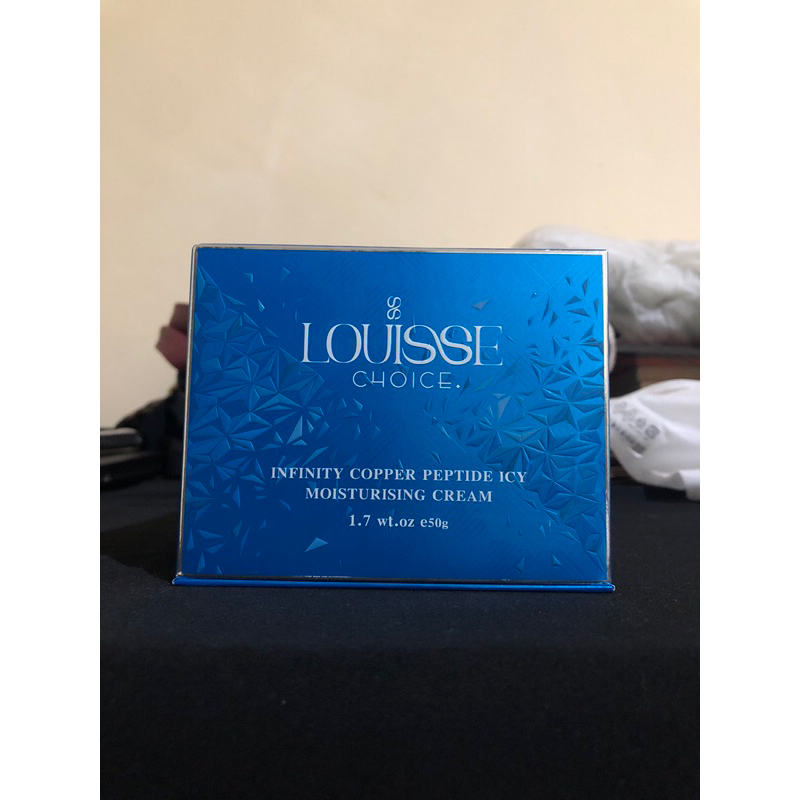 LOUISSE
CHOICE.
INFINITY COPPER PEPTIDE ICY
MOISTURISING CREAM
1.7 wt.oz e50g